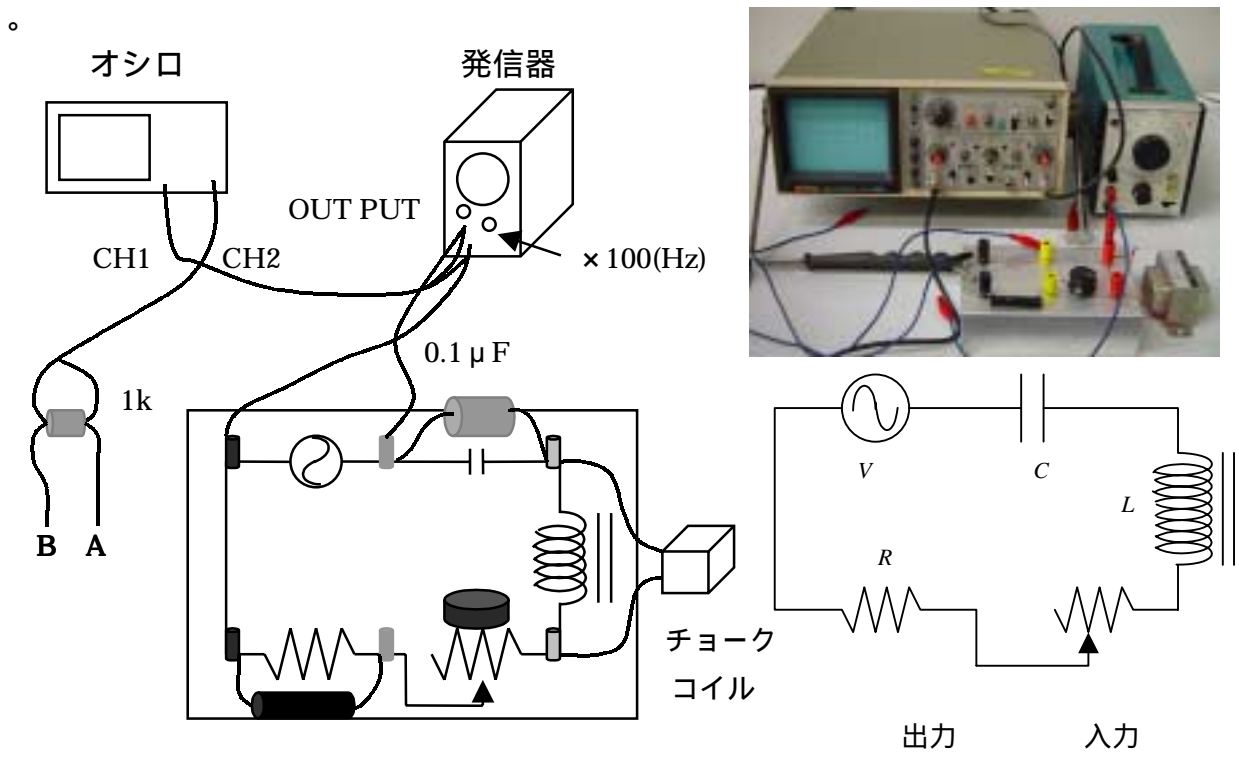 。
オシロ
発信器
OUT PUT
×100(Hz)
CH1
CH2
0.1μF
1k
B
A
チョーク
コイル
V
C
L
R
出力
入力